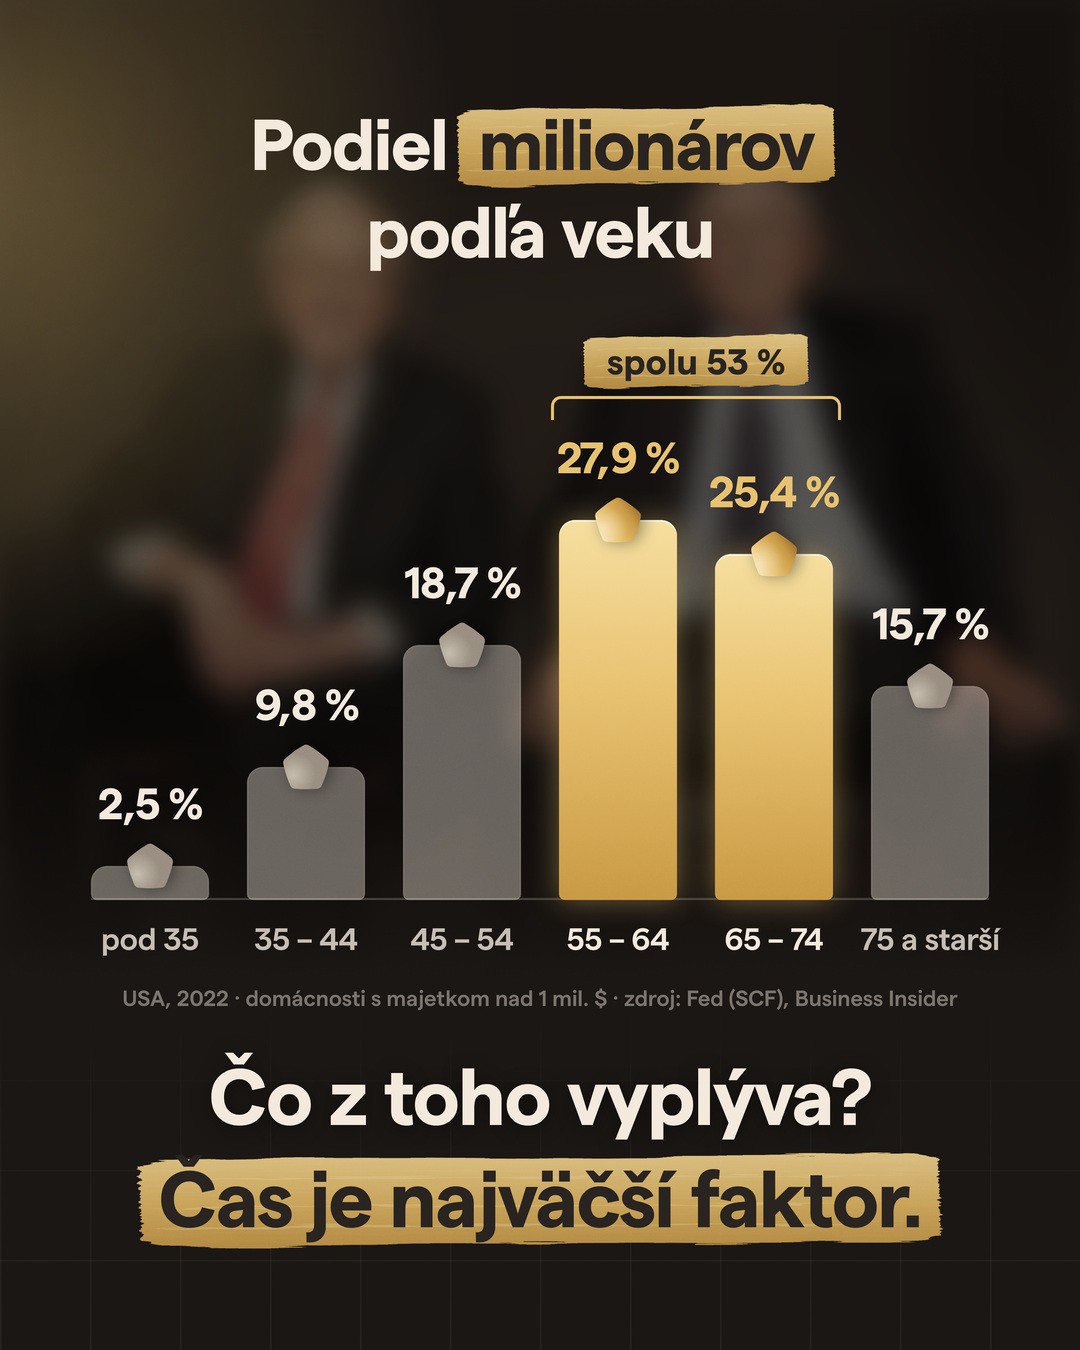 Podiel milionárov
podľa veku
spolu 53 %
27,9 %
25,4 %
18,7 %
15,7 %
9,8 %
2,5 %
pod 35 35 – 44 45 – 54 55 – 64 65 – 74 75 a starší
USA, 2022 · domácnosti s majetkom nad 1 mil. $ · zdroj: Fed (SCF), Business Insider
Čo z toho vyplýva?
Čas je najväčší faktor.